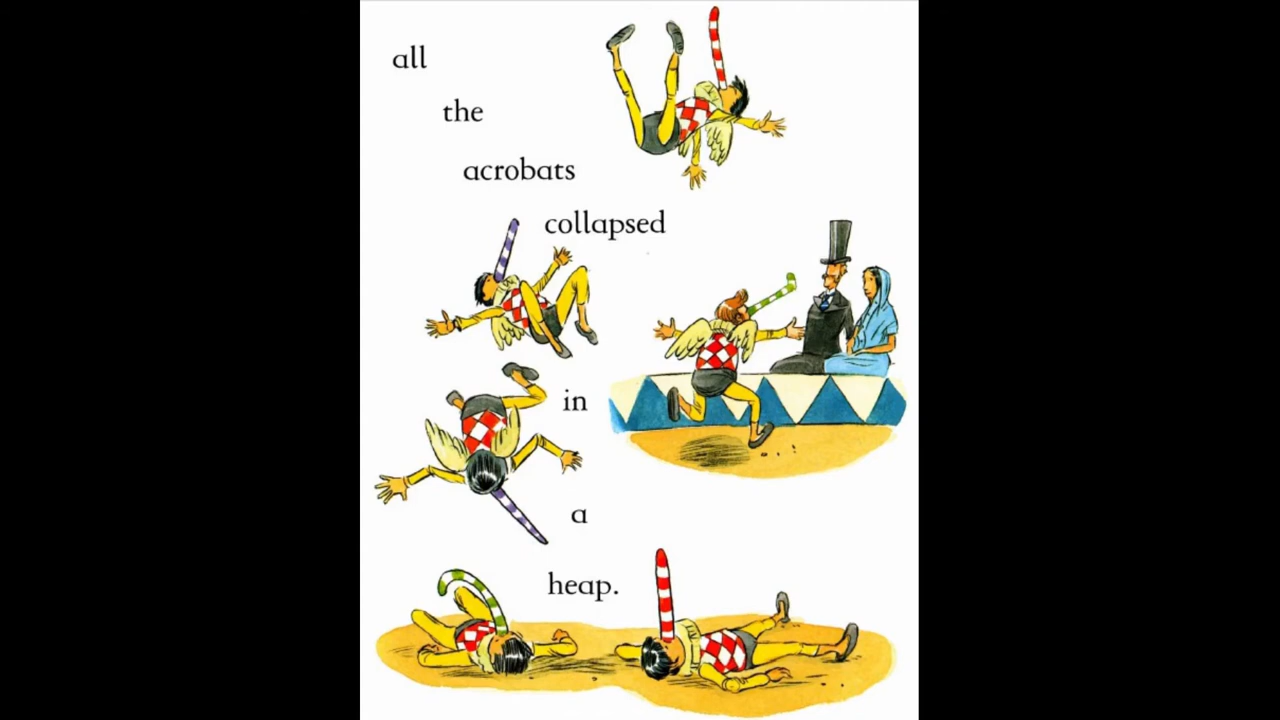 all
the
acrobats
collapsed
in
a
heap.